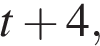 t + 4,